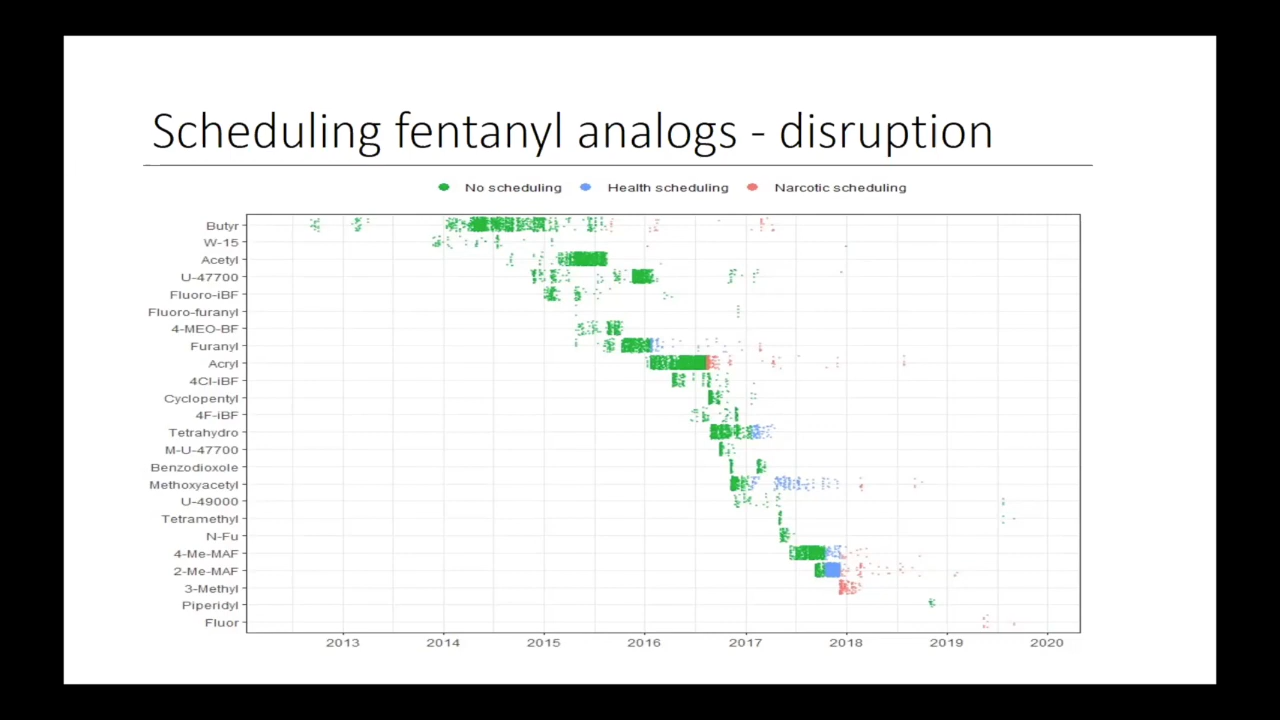 Scheduling fentanyl analogs - disruption
No scheduling Health scheduling Narcotic scheduling
Butyr
W-15
Acetyl
U-47700
Fluoro-iBF
Fluoro-furanyl
4-MEO-BF
Furanyl
Acryl
4Cl-iBF
Cyclopentyl
4F-iBF
Tetrahydro
M-U-47700
Benzodioxole
Methoxyacetyl
U-49000
Tetramethyl
N-Fu
4-Me-MAF
2-Me-MAF
3-Methyl
Piperidyl
Fluor
2013 2014 2015 2016 2017 2018 2019 2020